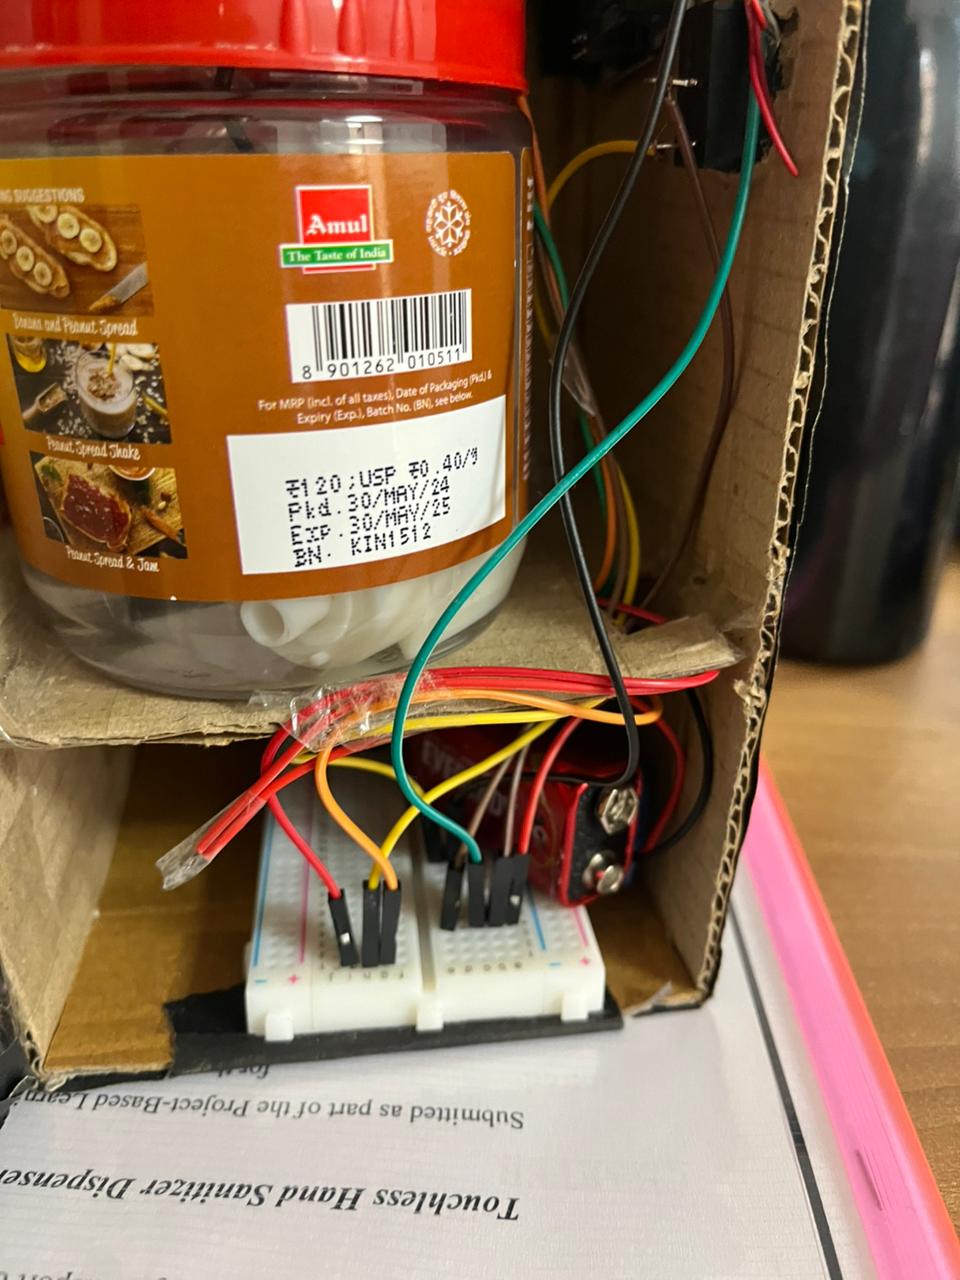 NG SUGGESTIONS
Banana and Peanut Spread
Peanut Spread Shake
Peanut Spread & Jam
Amul
The Taste of India
8 901262 010511
For MRP (incl. of all taxes), Date of Packaging (Pkd.) &
Expiry (Exp.), Batch No. (BN), see below.
₹120;USP ₹0.40/g
Pkd. 30/MAY/24
EXP. 30/MAY/25
BN. KIN1512
Submitted as part of the Project-Based Learn
Touchless Hand Sanitizer Dispenser